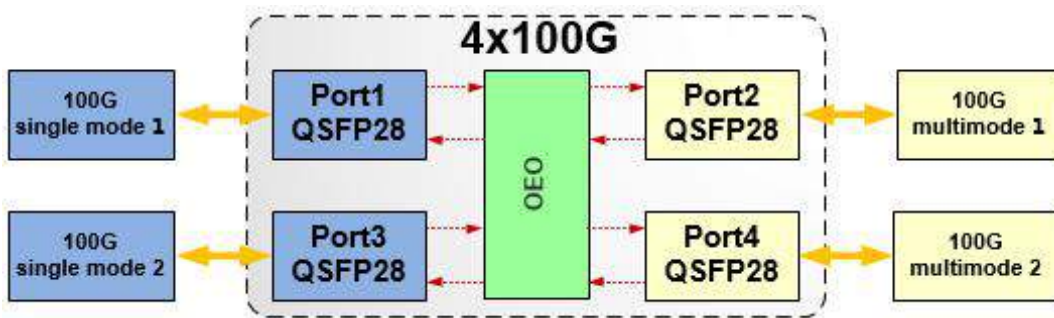 4x100G
100G
single mode 1
Port1
QSFP28
OEO
Port2
QSFP28
100G
multimode 1
100G
single mode 2
Port3
QSFP28
Port4
QSFP28
100G
multimode 2